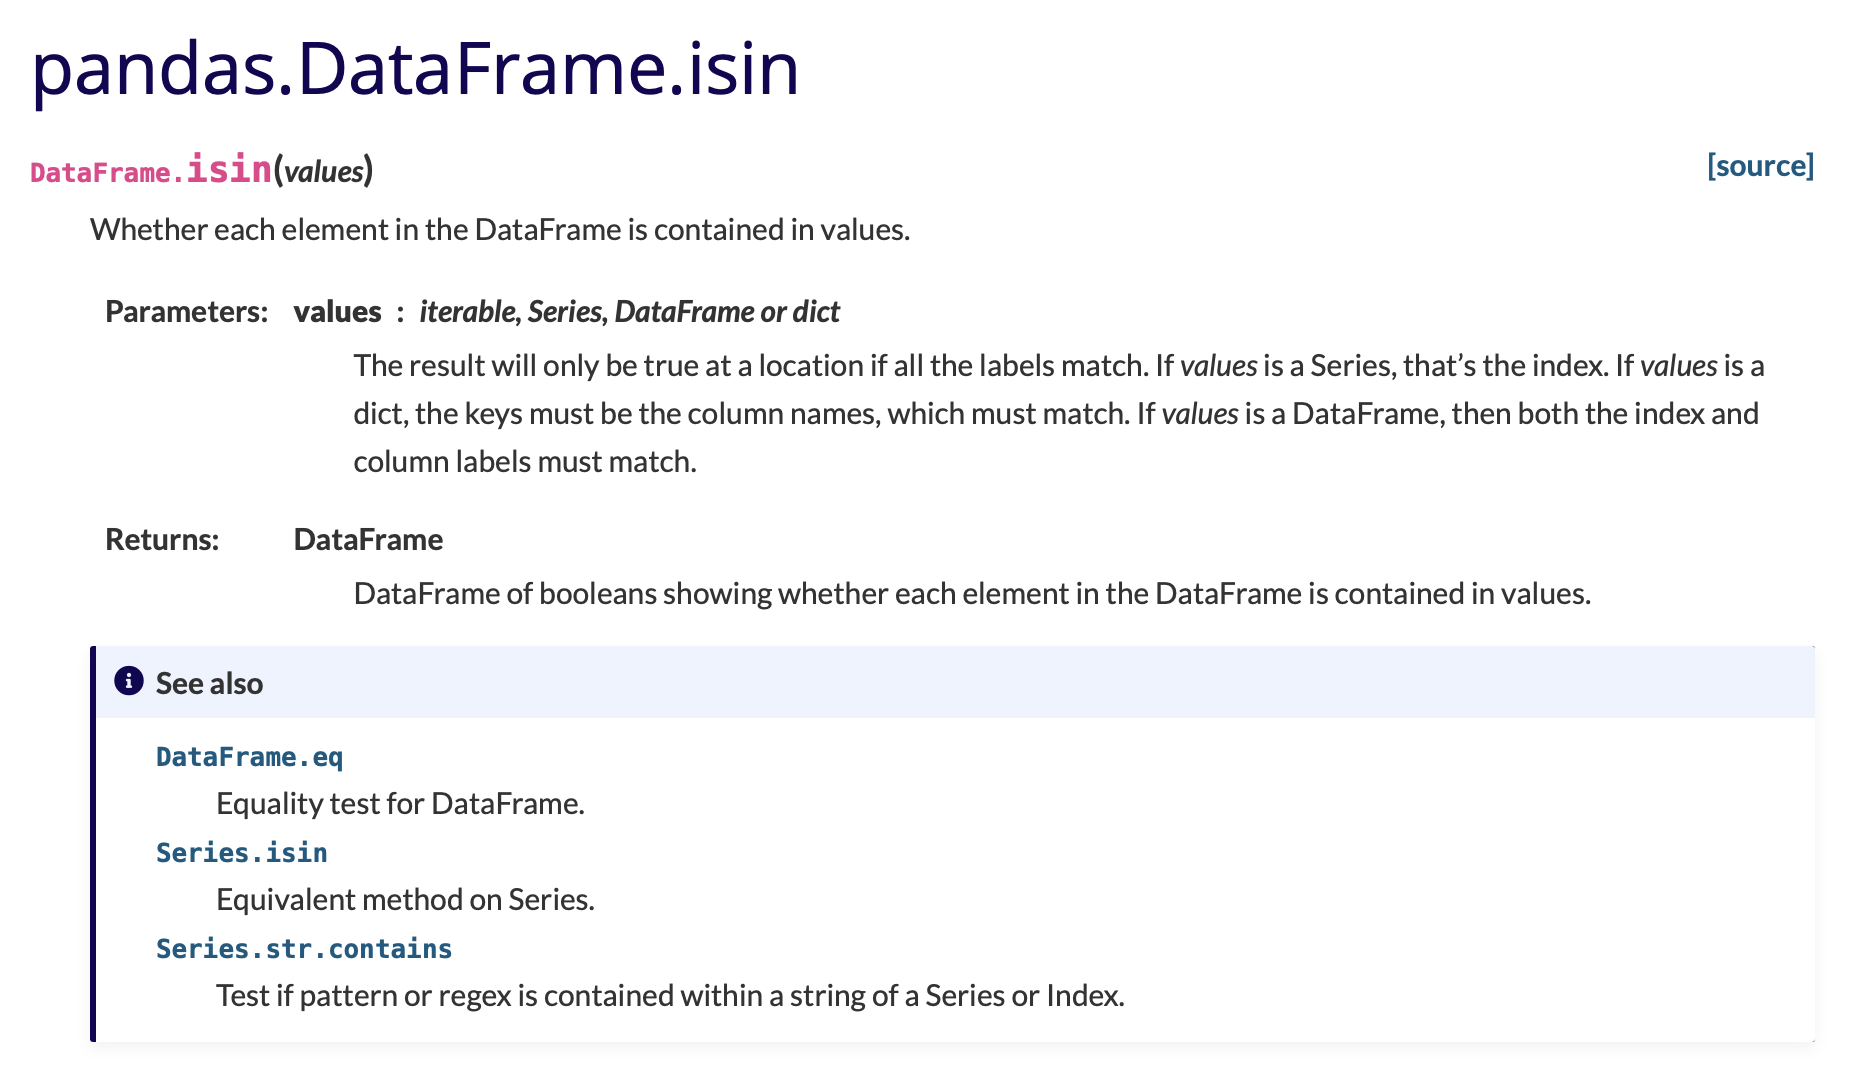 pandas.DataFrame.isin
DataFrame.isin(values)
[source]
Whether each element in the DataFrame is contained in values.
Parameters: values : iterable, Series, DataFrame or dict
The result will only be true at a location if all the labels match. If values is a Series, that’s the index. If values is a
dict, the keys must be the column names, which must match. If values is a DataFrame, then both the index and
column labels must match.
Returns: DataFrame
DataFrame of booleans showing whether each element in the DataFrame is contained in values.
See also
DataFrame.eq
Equality test for DataFrame.
Series.isin
Equivalent method on Series.
Series.str.contains
Test if pattern or regex is contained within a string of a Series or Index.